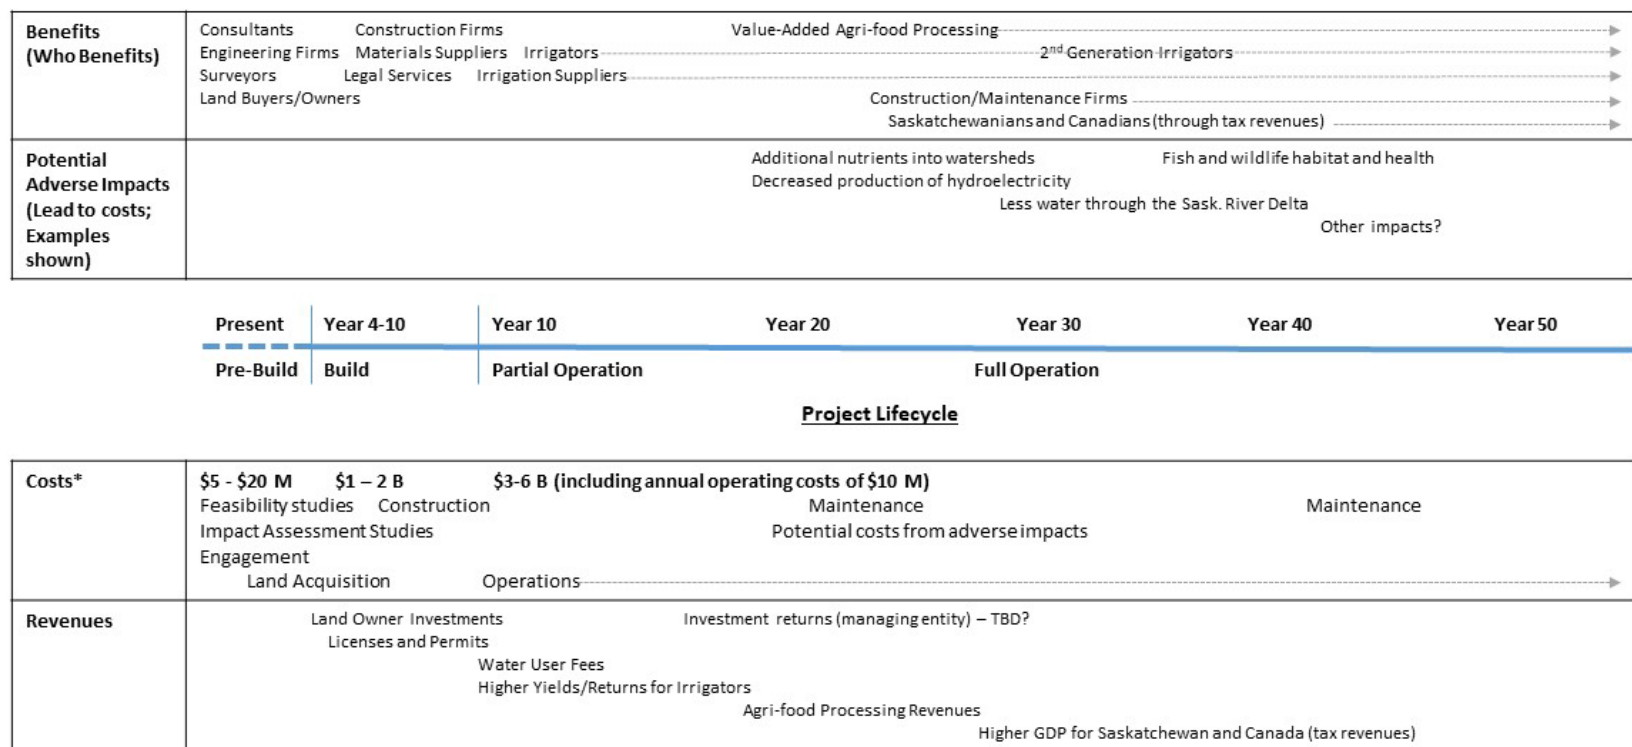 Benefits
(Who Benefits)
Consultants Construction Firms Value-Added Agri-food Processing
Engineering Firms Materials Suppliers Irrigators 2nd Generation Irrigators
Surveyors Legal Services Irrigation Suppliers
Land Buyers/Owners Construction/Maintenance Firms
Saskatchewanians and Canadians (through tax revenues)
Potential
Adverse Impacts
(Lead to costs;
Examples
shown)
Additional nutrients into watersheds Fish and wildlife habitat and health
Decreased production of hydroelectricity
Less water through the Sask. River Delta
Other impacts?
Present Year 4-10 Year 10 Year 20 Year 30 Year 40 Year 50
Pre-Build Build Partial Operation Full Operation
Project Lifecycle
Costs*
$5 - $20 M $1 – 2 B $3-6 B (including annual operating costs of $10 M)
Feasibility studies Construction Maintenance Maintenance
Impact Assessment Studies Potential costs from adverse impacts
Engagement
Land Acquisition Operations
Revenues
Land Owner Investments Investment returns (managing entity) – TBD?
Licenses and Permits
Water User Fees
Higher Yields/Returns for Irrigators
Agri-food Processing Revenues
Higher GDP for Saskatchewan and Canada (tax revenues)